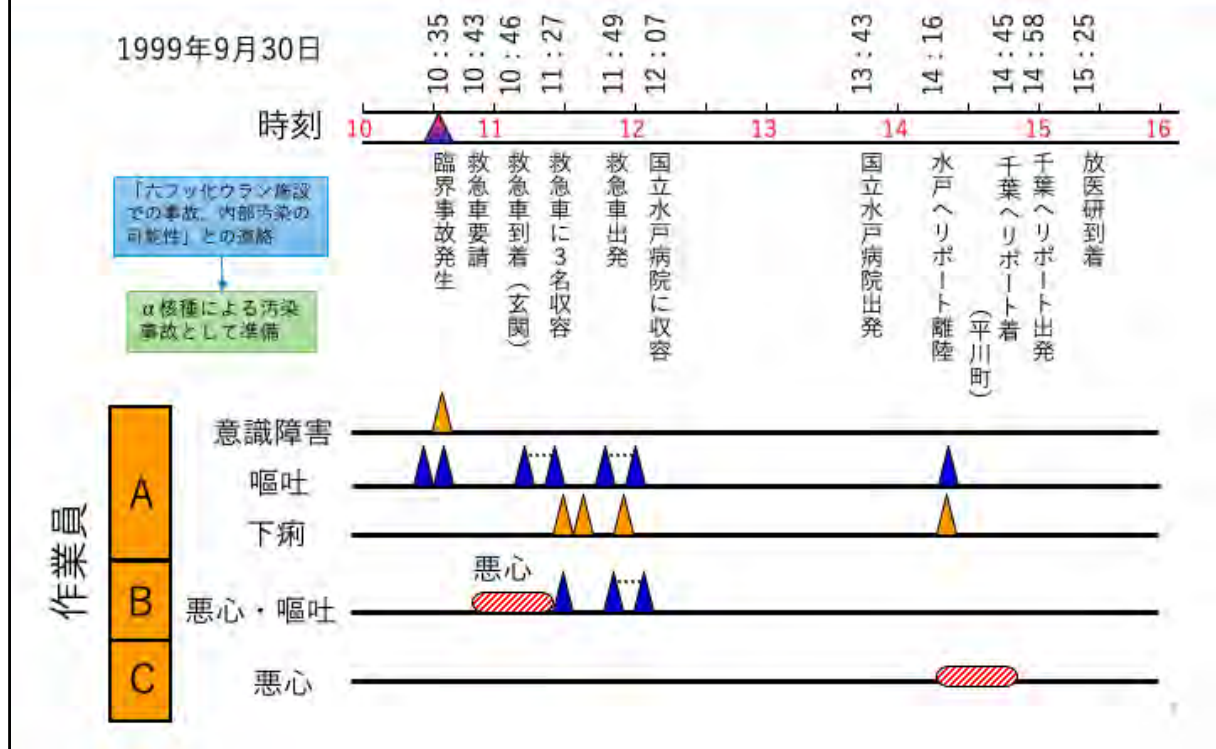 1999年9月30日
10：35
10：43
10：46
11：27
11：49
12：07
13：43
14：16
14：45
14：58
15：25
時刻
10
11
12
13
14
15
16
臨界事故発生
救急車要請
救急車到着（玄関）
救急車に3名収容
救急車出発
国立水戸病院に収容
国立水戸病院出発
水戸ヘリポート離陸
（平川町）
千葉ヘリポート着
千葉ヘリポート出発
放医研到着
「六フッ化ウラン施設
での事故、内部汚染の
可能性」との連絡
α核種による汚染
事故として準備
作業員
A
意識障害
嘔吐
下痢
B
悪心
悪心・嘔吐
C
悪心